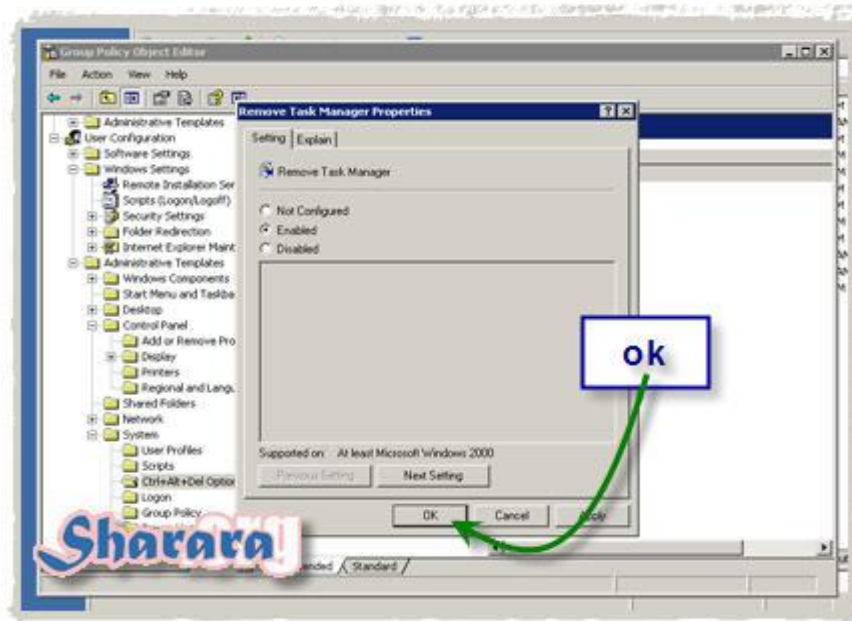 Group Policy Object Editor
File Action View Help
Administrative Templates
User Configuration
Software Settings
Windows Settings
Remote Installation Ser
Scripts (Logon/Logoff)
Security Settings
Folder Redirection
Internet Explorer Maint
Administrative Templates
Windows Components
Start Menu and Taskba
Desktop
Control Panel
Add or Remove Pro
Display
Printers
Regional and Langu
Shared Folders
Network
System
User Profiles
Scripts
Ctrl+Alt+Del Option
Logon
Group Policy
Remove Task Manager Properties
Setting Explain
Remove Task Manager
Not Configured
Enabled
Disabled
Supported on: At least Microsoft Windows 2000
Previous Setting Next Setting
OK Cancel Apply
ok
Sharara
.org
Standard